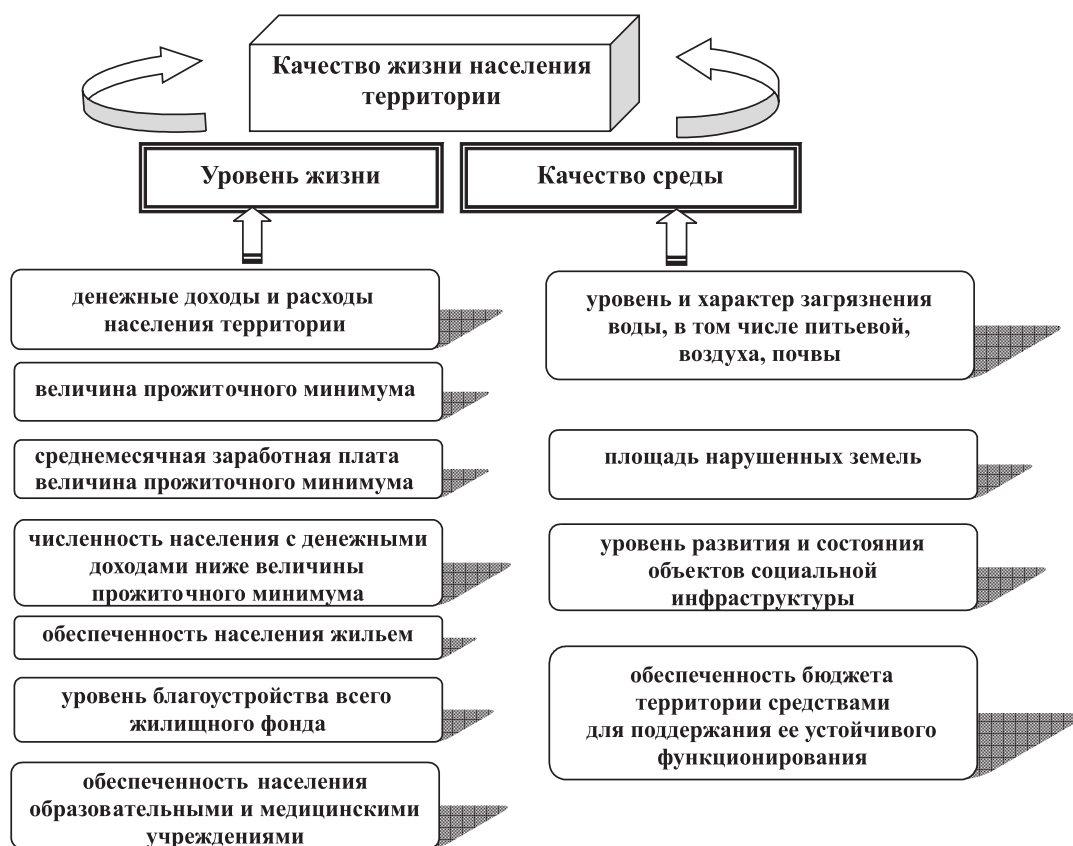 Качество жизни населения
территории
Уровень жизни
Качество среды
денежные доходы и расходы
населения территории
величина прожиточного минимума
среднемесячная заработная плата
величина прожиточного минимума
численность населения с денежными
доходами ниже величины
прожиточного минимума
обеспеченность населения жильем
уровень благоустройства всего
жилищного фонда
обеспеченность населения
образовательными и медицинскими
учреждениями
уровень и характер загрязнения
воды, в том числе питьевой,
воздуха, почвы
площадь нарушенных земель
уровень развития и состояния
объектов социальной
инфраструктуры
обеспеченность бюджета
территории средствами
для поддержания ее устойчивого
функционирования